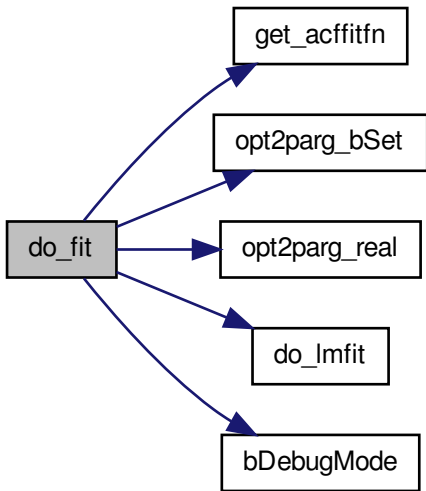 get_acffitfn
opt2parg_bSet
do_fit
opt2parg_real
do_lmfit
bDebugMode